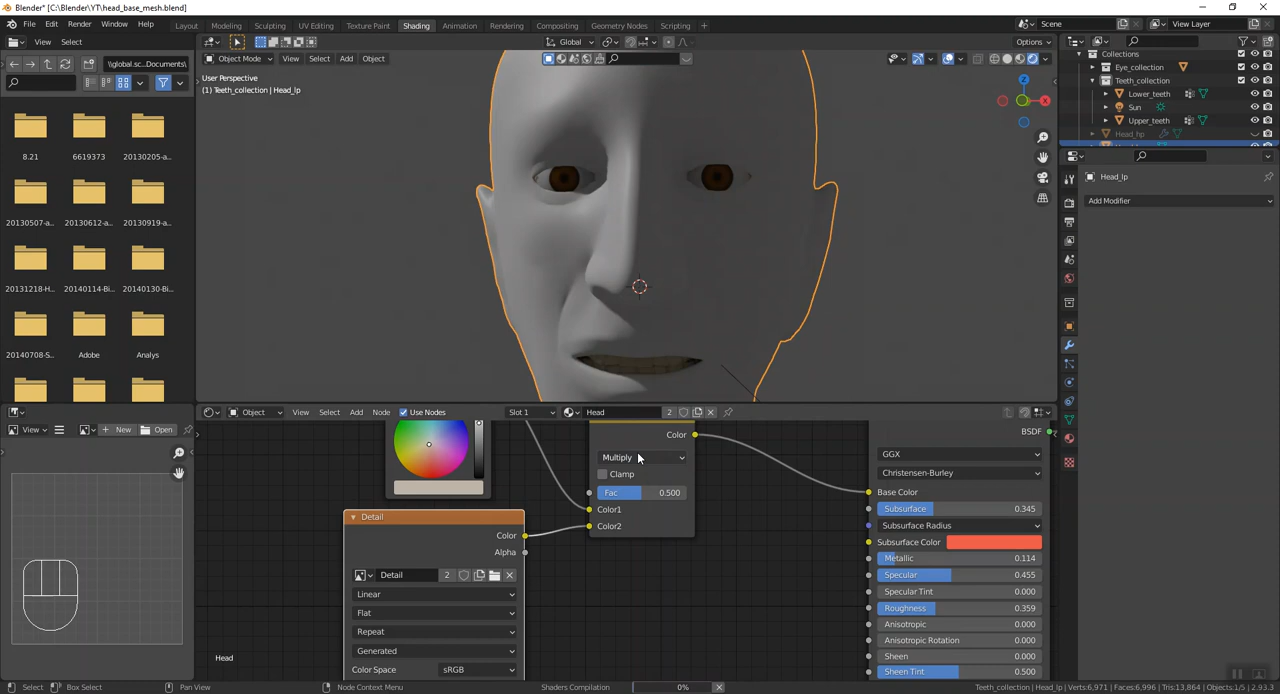 Blender* [C:\Blender\YT\head_base_mesh.blend]
File Edit Render Window Help Layout Modeling Sculpting UV Editing Texture Paint Shading Animation Rendering Compositing Geometry Nodes Scripting + Scene View Layer
View Select Object Mode View Select Add Object Global Options
\\global.sc...Documents\
User Perspective
(1) Teeth_collection | Head_lp
Z
X
Collections
Eye_collection
Teeth_collection
Lower_teeth
Sun
Upper_teeth
Head_hp
8.21 6619373 20130205-a...
20130507-a... 20130612-a... 20130919-a...
20131218-H... 20140114-Bi... 20140130-Bi...
20140708-S... Adobe Analys
Head_lp
Add Modifier
Object View Select Add Node Use Nodes Slot 1 Head 2
View New Open
Color
Multiply
Clamp
Fac 0.500
Color1
Color2
Detail
Color
Alpha
Detail 2
Linear
Flat
Repeat
Generated
Color Space sRGB
BSDF
GGX
Christensen-Burley
Base Color
Subsurface 0.345
Subsurface Radius
Subsurface Color
Metallic 0.114
Specular 0.455
Specular Tint 0.000
Roughness 0.359
Anisotropic 0.000
Anisotropic Rotation 0.000
Sheen 0.000
Sheen Tint 0.500
Head
Select Box Select Pan View Node Context Menu Shaders Compilation 0% Teeth_collection | Head_lp | Verts:6,971 | Faces:6,996 | Tris:13,864 | Objects:1/5 | 2.93.3